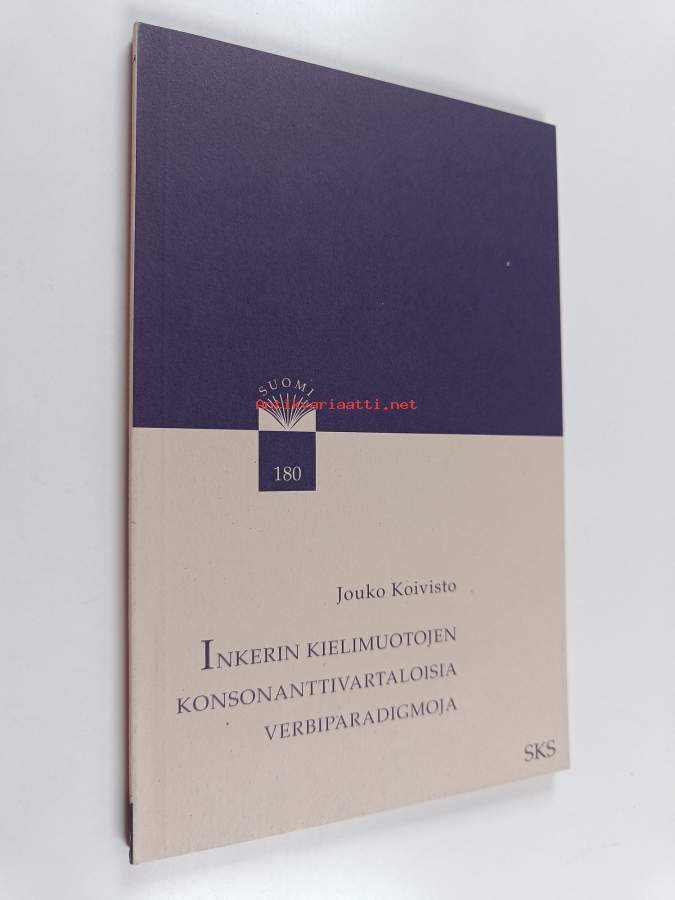 SUOMI
Antikvariaatti.net
180
Jouko Koivisto
INKERIN KIELIMUOTOJEN
KONSONANTTIVARTALOISIA
VERBIPARADIGMOJA
SKS